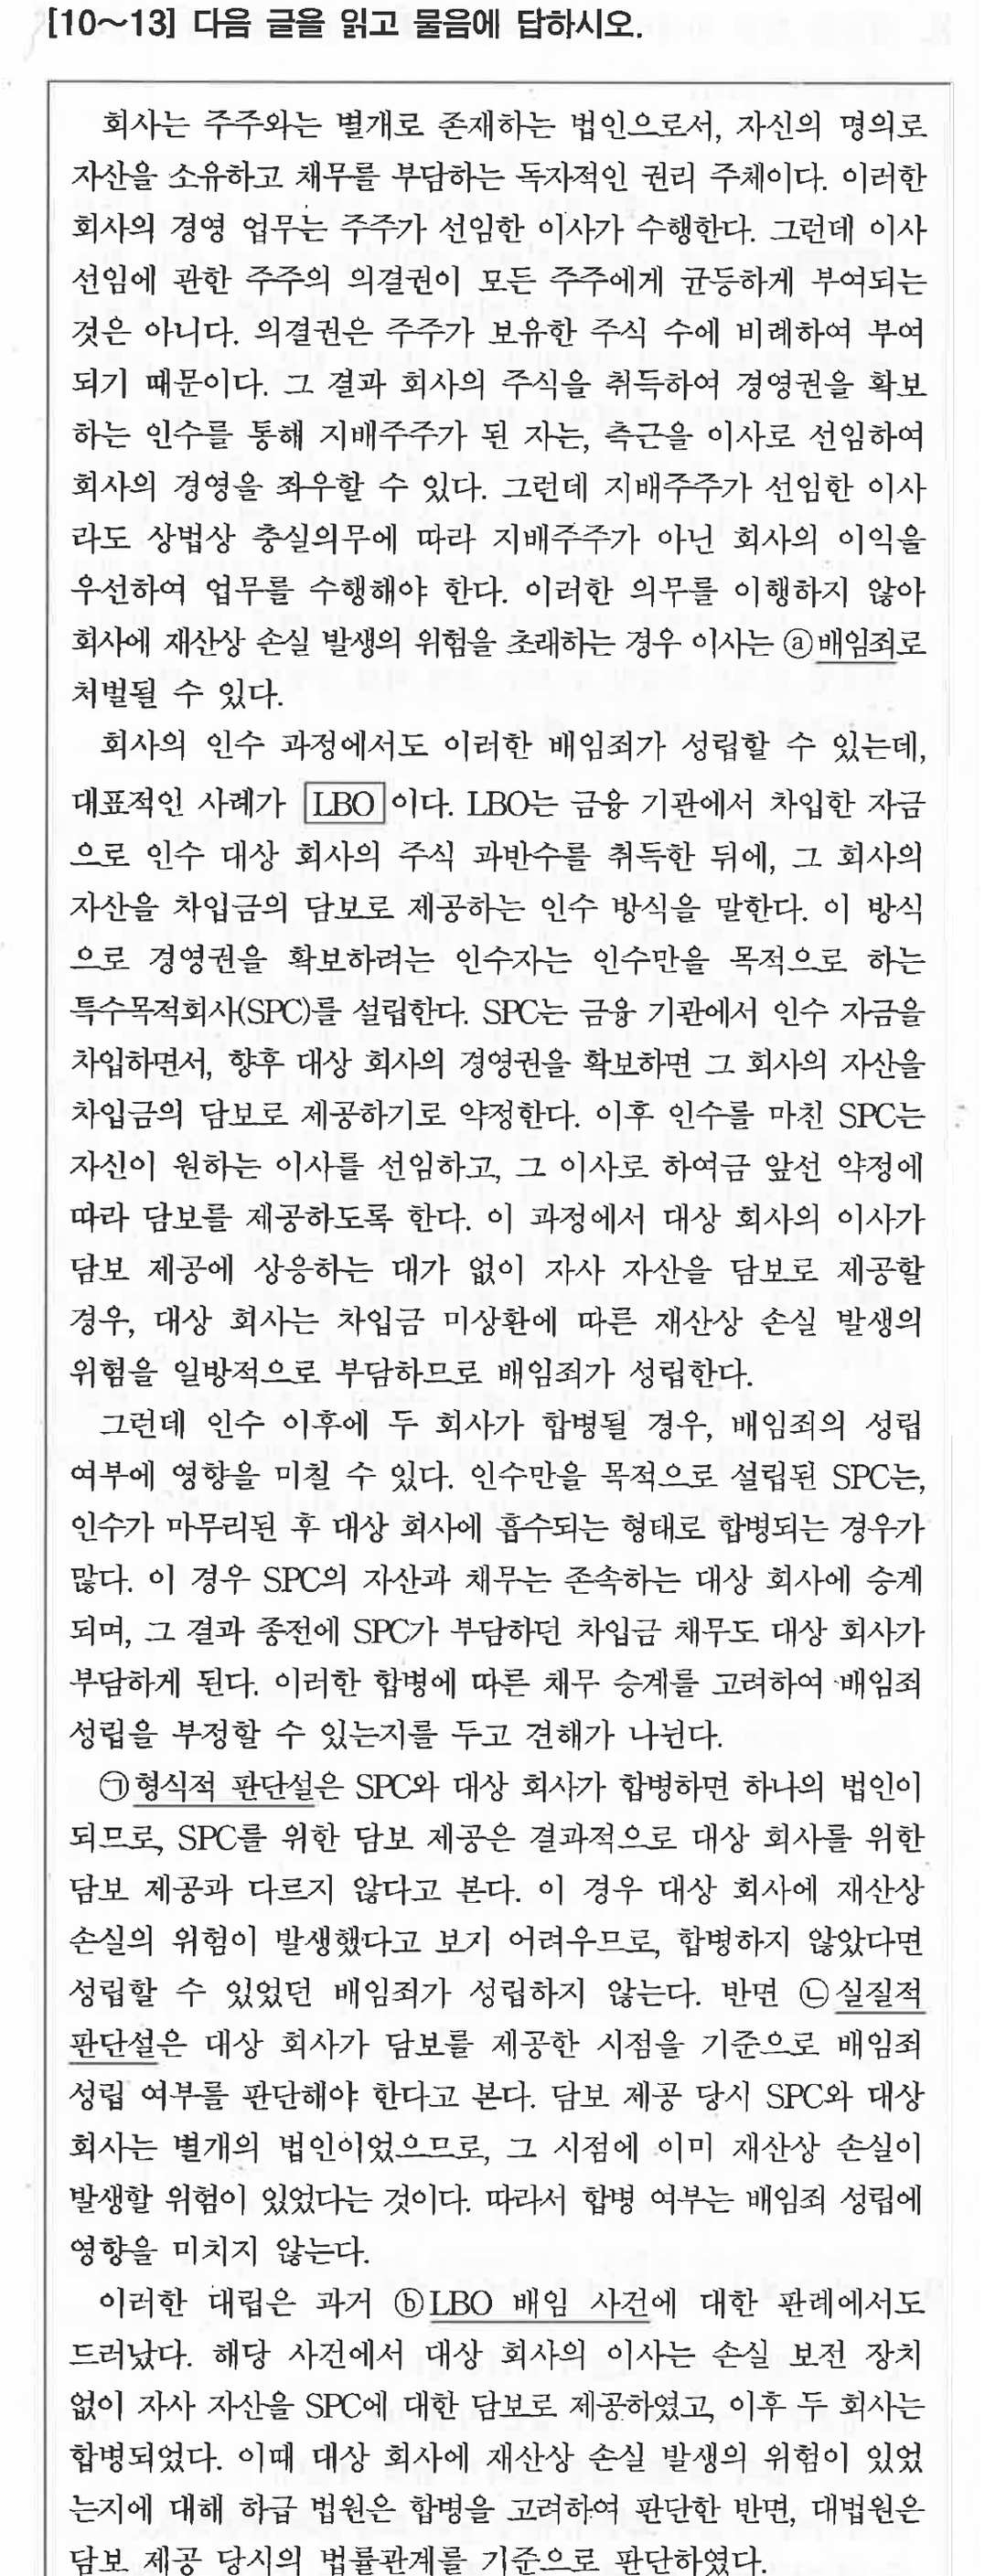 [10~13] 다음 글을 읽고 물음에 답하시오.
회사는 주주와는 별개로 존재하는 법인으로서, 자신의 명의로
자산을 소유하고 채무를 부담하는 독자적인 권리 주체이다. 이러한
회사의 경영 업무는 주주가 선임한 이사가 수행한다. 그런데 이사
선임에 관한 주주의 의결권이 모든 주주에게 균등하게 부여되는
것은 아니다. 의결권은 주주가 보유한 주식 수에 비례하여 부여
되기 때문이다. 그 결과 회사의 주식을 취득하여 경영권을 확보
하는 인수를 통해 지배주주가 된 자는, 측근을 이사로 선임하여
회사의 경영을 좌우할 수 있다. 그런데 지배주주가 선임한 이사
라도 상법상 충실의무에 따라 지배주주가 아닌 회사의 이익을
우선하여 업무를 수행해야 한다. 이러한 의무를 이행하지 않아
회사에 재산상 손실 발생의 위험을 초래하는 경우 이사는 ⓐ배임죄로
처벌될 수 있다.
회사의 인수 과정에서도 이러한 배임죄가 성립할 수 있는데,
대표적인 사례가 LBO이다. LBO는 금융 기관에서 차입한 자금
으로 인수 대상 회사의 주식 과반수를 취득한 뒤에, 그 회사의
자산을 차입금의 담보로 제공하는 인수 방식을 말한다. 이 방식
으로 경영권을 확보하려는 인수자는 인수만을 목적으로 하는
특수목적회사(SPC)를 설립한다. SPC는 금융 기관에서 인수 자금을
차입하면서, 향후 대상 회사의 경영권을 확보하면 그 회사의 자산을
차입금의 담보로 제공하기로 약정한다. 이후 인수를 마친 SPC는
자신이 원하는 이사를 선임하고, 그 이사로 하여금 앞선 약정에
따라 담보를 제공하도록 한다. 이 과정에서 대상 회사의 이사가
담보 제공에 상응하는 대가 없이 자사 자산을 담보로 제공할
경우, 대상 회사는 차입금 미상환에 따른 재산상 손실 발생의
위험을 일방적으로 부담하므로 배임죄가 성립한다.
그런데 인수 이후에 두 회사가 합병될 경우, 배임죄의 성립
여부에 영향을 미칠 수 있다. 인수만을 목적으로 설립된 SPC는,
인수가 마무리된 후 대상 회사에 흡수되는 형태로 합병되는 경우가
많다. 이 경우 SPC의 자산과 채무는 존속하는 대상 회사에 승계
되며, 그 결과 종전에 SPC가 부담하던 차입금 채무도 대상 회사가
부담하게 된다. 이러한 합병에 따른 채무 승계를 고려하여 배임죄
성립을 부정할 수 있는지를 두고 견해가 나뉜다.
㉠형식적 판단설은 SPC와 대상 회사가 합병하면 하나의 법인이
되므로, SPC를 위한 담보 제공은 결과적으로 대상 회사를 위한
담보 제공과 다르지 않다고 본다. 이 경우 대상 회사에 재산상
손실의 위험이 발생했다고 보기 어려우므로, 합병하지 않았다면
성립할 수 있었던 배임죄가 성립하지 않는다. 반면 ㉡실질적
판단설은 대상 회사가 담보를 제공한 시점을 기준으로 배임죄
성립 여부를 판단해야 한다고 본다. 담보 제공 당시 SPC와 대상
회사는 별개의 법인이었으므로, 그 시점에 이미 재산상 손실이
발생할 위험이 있었다는 것이다. 따라서 합병 여부는 배임죄 성립에
영향을 미치지 않는다.
이러한 대립은 과거 ⓑLBO 배임 사건에 대한 판례에서도
드러났다. 해당 사건에서 대상 회사의 이사는 손실 보전 장치
없이 자사 자산을 SPC에 대한 담보로 제공하였고, 이후 두 회사는
합병되었다. 이때 대상 회사에 재산상 손실 발생의 위험이 있었
는지에 대해 하급 법원은 합병을 고려하여 판단한 반면, 대법원은
담보 제공 당시의 법률관계를 기준으로 판단하였다.